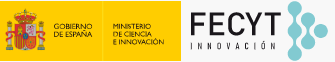 GOBIERNO
DE ESPAÑA
MINISTERIO
DE CIENCIA
E INNOVACIÓN
FECYT
INNOVACIÓN